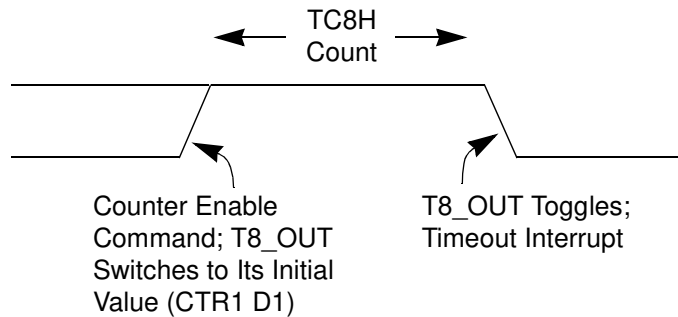 TC8H
Count
Counter Enable
Command; T8_OUT
Switches to Its Initial
Value (CTR1 D1)
T8_OUT Toggles;
Timeout Interrupt